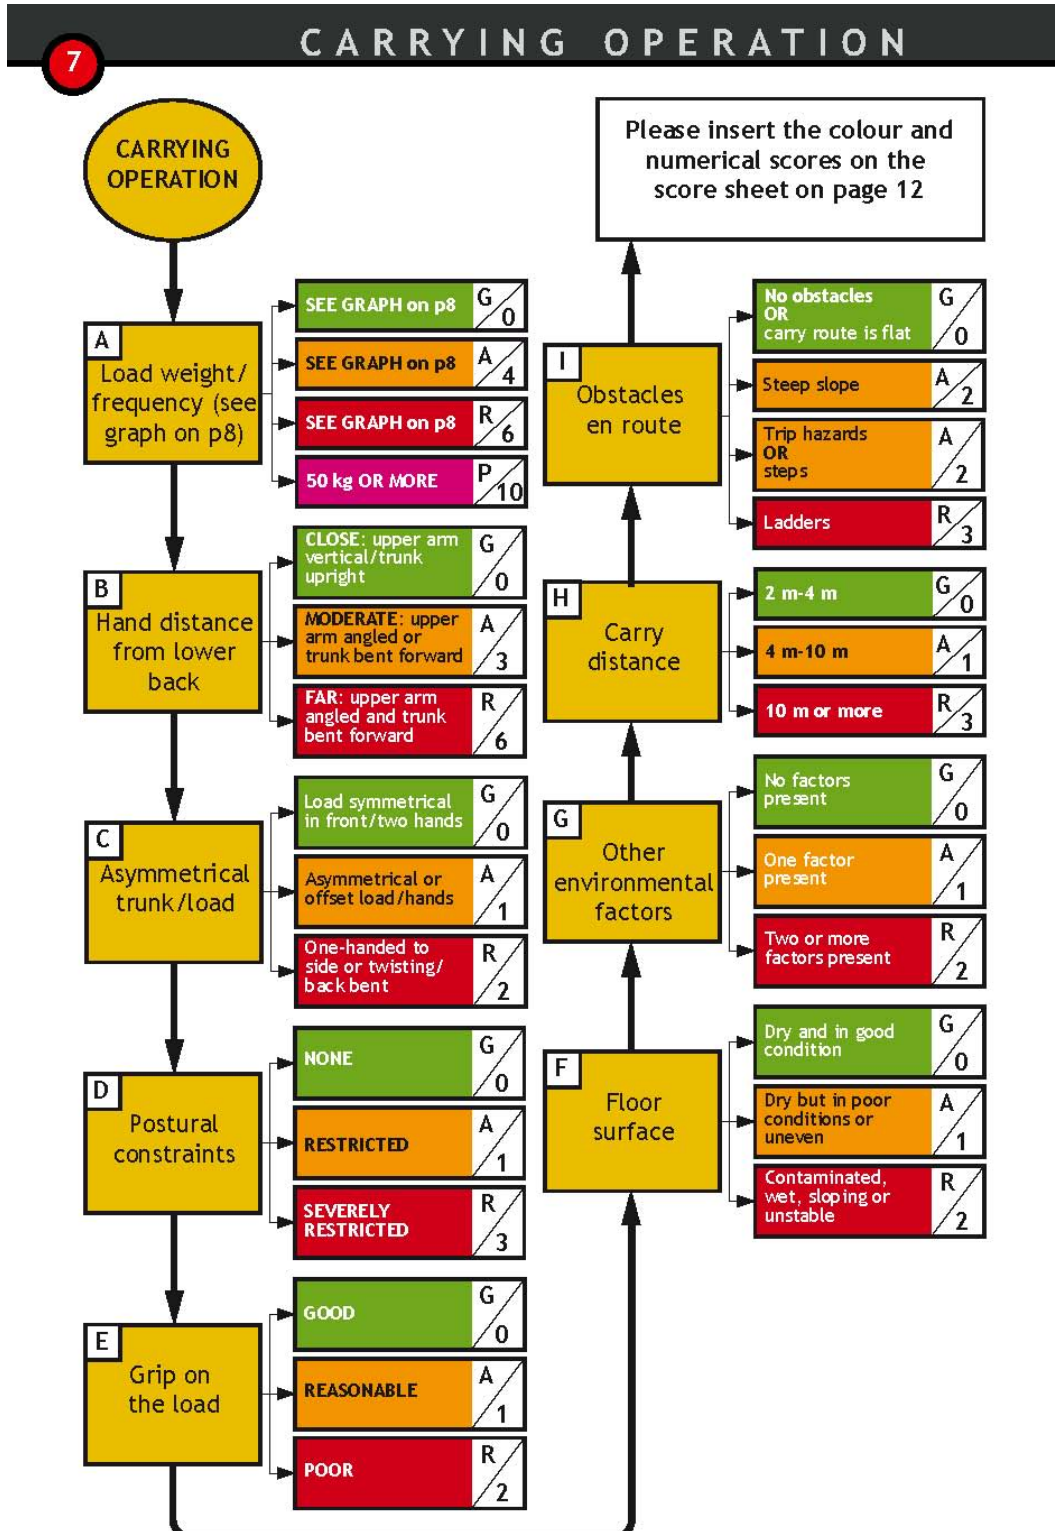 CARRYING OPERATION
7
CARRYING
OPERATION
A
Load weight/
frequency (see
graph on p8)
SEE GRAPH on p8
G
0
SEE GRAPH on p8
A
4
SEE GRAPH on p8
R
6
50 kg OR MORE
P
10
B
Hand distance
from lower
back
CLOSE: upper arm
vertical/trunk
upright
G
0
MODERATE: upper
arm angled or
trunk bent forward
A
3
FAR: upper arm
angled and trunk
bent forward
R
6
C
Asymmetrical
trunk/load
Load symmetrical
in front/two hands
G
0
Asymmetrical or
offset load/hands
A
1
One-handed to
side or twisting/
back bent
R
2
D
Postural
constraints
NONE
G
0
RESTRICTED
A
1
SEVERELY
RESTRICTED
R
3
E
Grip on
the load
GOOD
G
0
REASONABLE
A
1
POOR
R
2
F
Floor
surface
Dry and in good
condition
G
0
Dry but in poor
conditions or
uneven
A
1
Contaminated,
wet, sloping or
unstable
R
2
G
Other
environmental
factors
No factors
present
G
0
One factor
present
A
1
Two or more
factors present
R
2
H
Carry
distance
2 m-4 m
G
0
4 m-10 m
A
1
10 m or more
R
3
I
Obstacles
en route
No obstacles
OR
carry route is flat
G
0
Steep slope
A
2
Trip hazards
OR
steps
A
2
Ladders
R
3
Please insert the colour and
numerical scores on the
score sheet on page 12